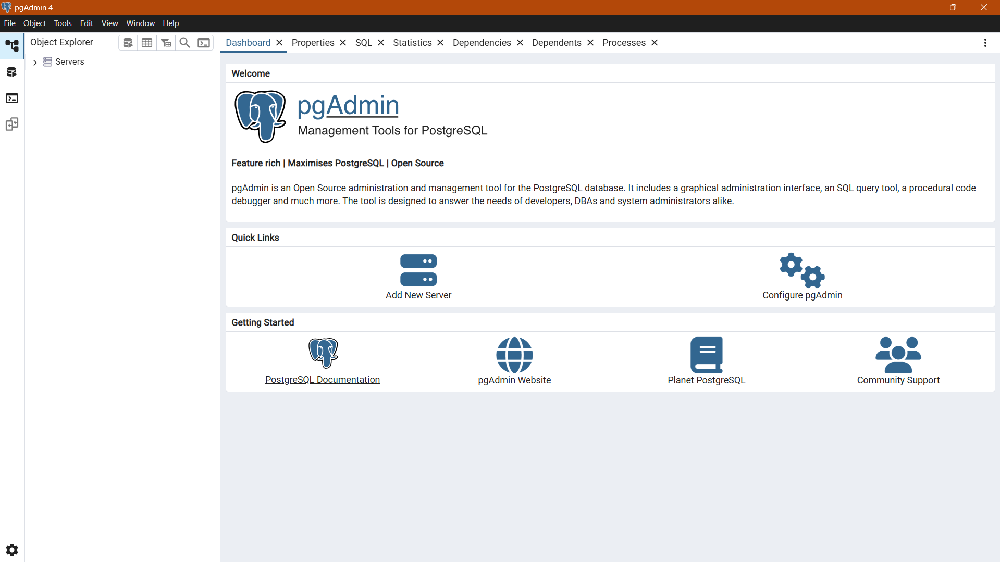 pgAdmin 4
File Object Tools Edit View Window Help
Object Explorer
Dashboard Properties SQL Statistics Dependencies Dependents Processes
Servers
Welcome
pgAdmin
Management Tools for PostgreSQL
Feature rich | Maximises PostgreSQL | Open Source
pgAdmin is an Open Source administration and management tool for the PostgreSQL database. It includes a graphical administration interface, an SQL query tool, a procedural code
debugger and much more. The tool is designed to answer the needs of developers, DBAs and system administrators alike.
Quick Links
Add New Server
Configure pgAdmin
Getting Started
PostgreSQL Documentation
pgAdmin Website
Planet PostgreSQL
Community Support